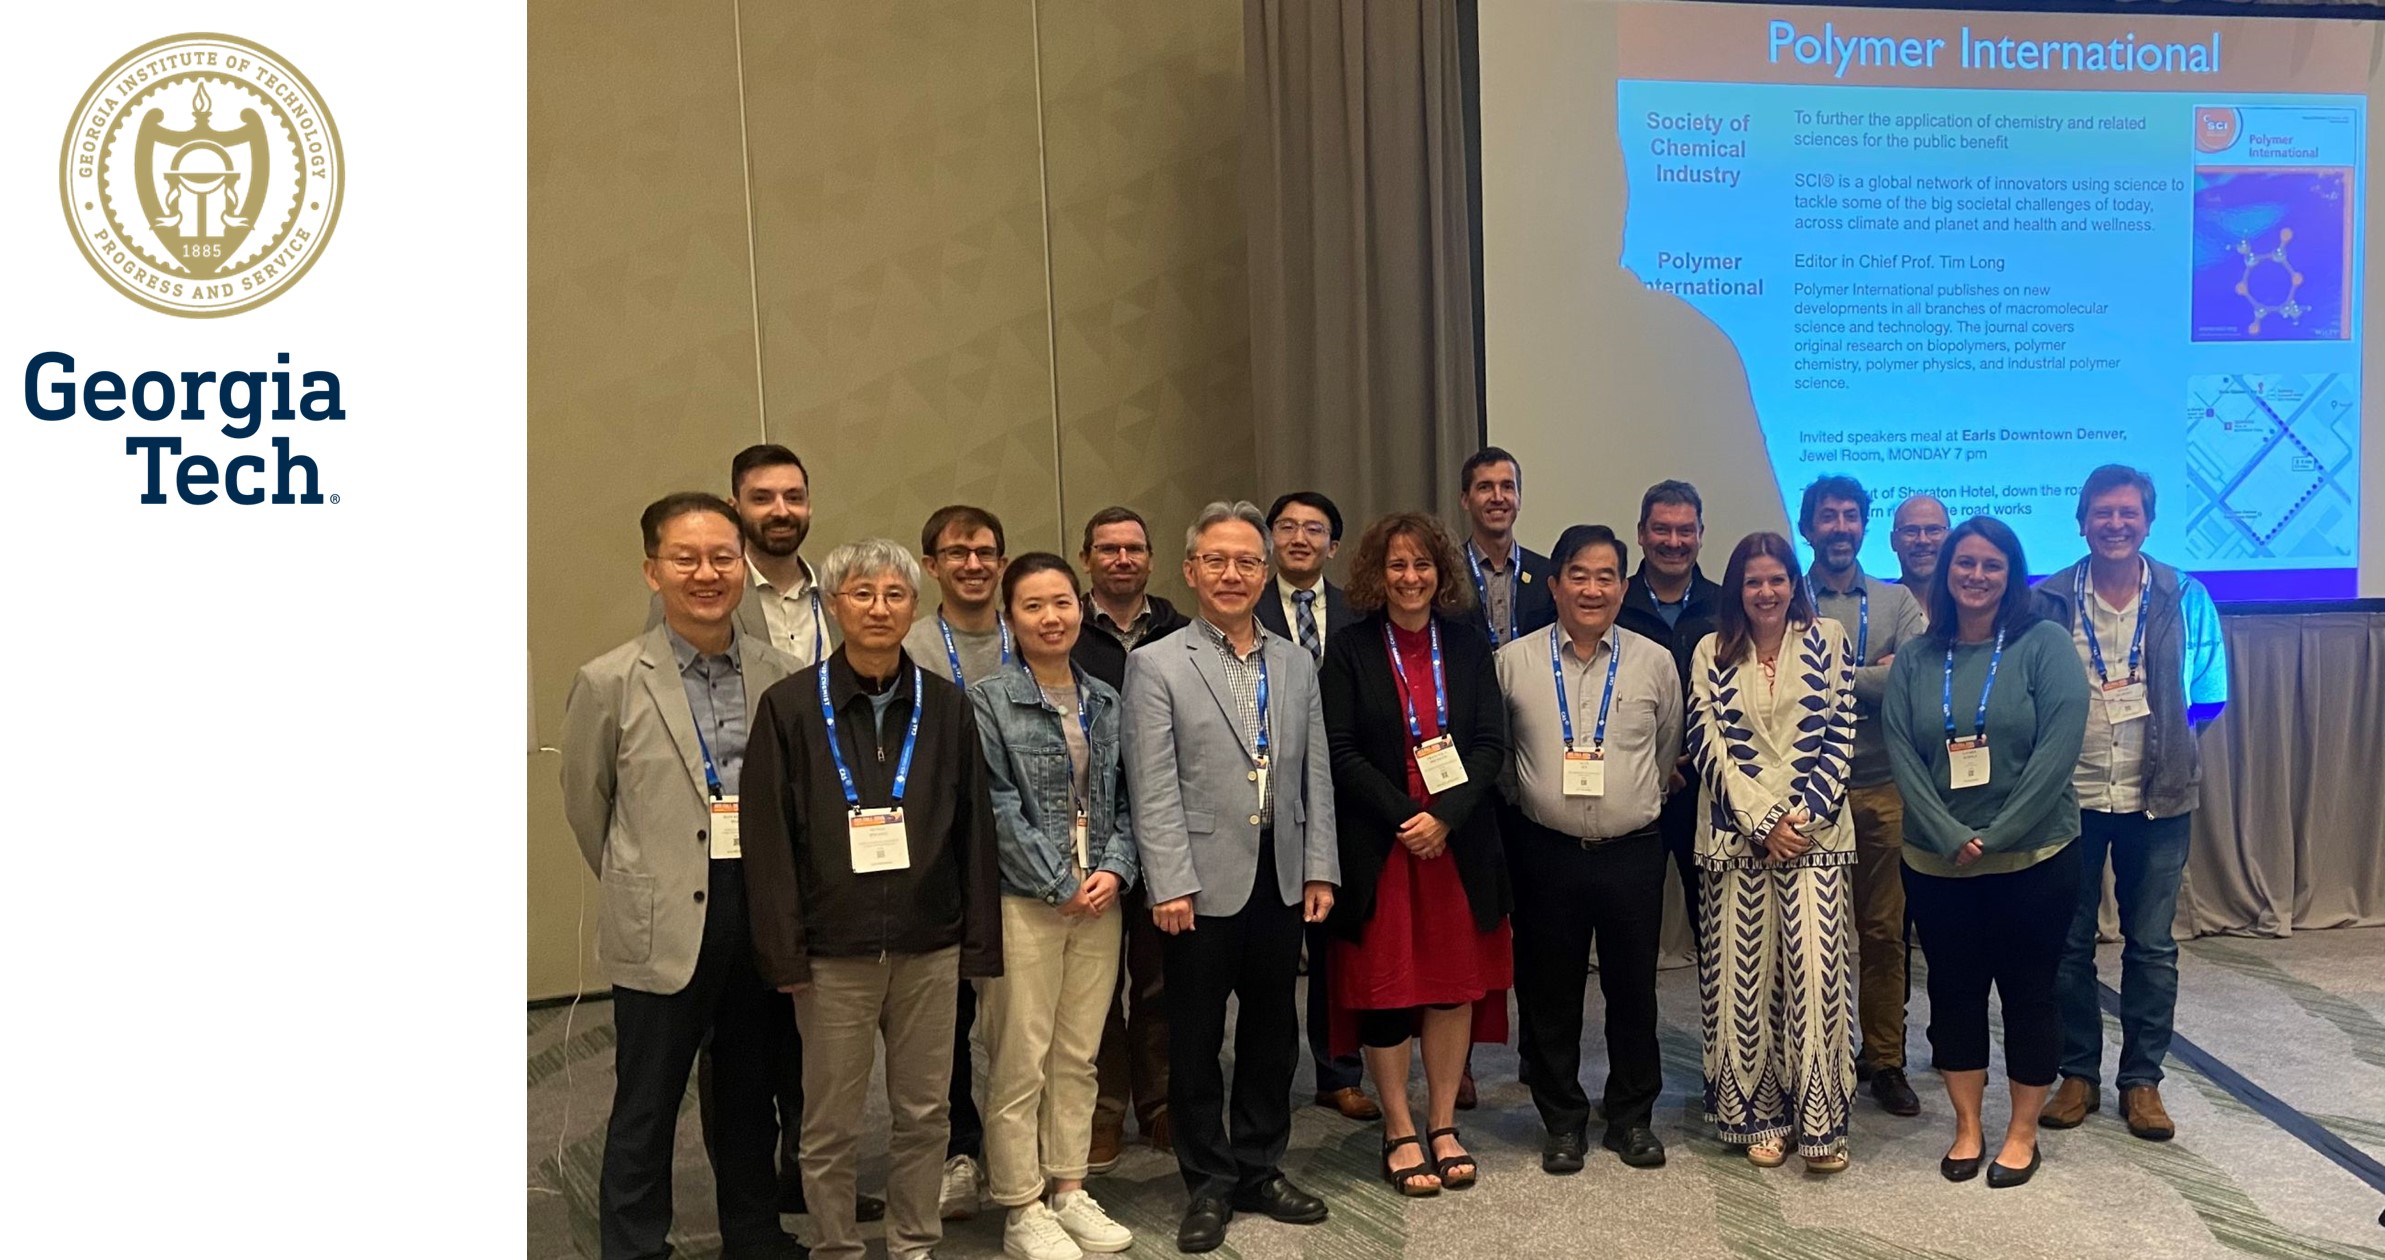 GEORGIA INSTITUTE OF TECHNOLOGY
PROGRESS AND SERVICE
1885
Georgia
Tech®
Polymer International
Society of
Chemical
Industry
To further the application of chemistry and related
sciences for the public benefit
SCI® is a global network of innovators using science to
tackle some of the big societal challenges of today,
across climate and planet and health and wellness.
Polymer
nternational
Editor in Chief Prof. Tim Long
Polymer International publishes on new
developments in all branches of macromolecular
science and technology. The journal covers
original research on biopolymers, polymer
chemistry, polymer physics, and industrial polymer
science.
Invited speakers meal at Earls Downtown Denver,
Jewel Room, MONDAY 7 pm
of Sheraton Hotel, down the
road works
SCI
Polymer
International
CAS
CAS
CAS